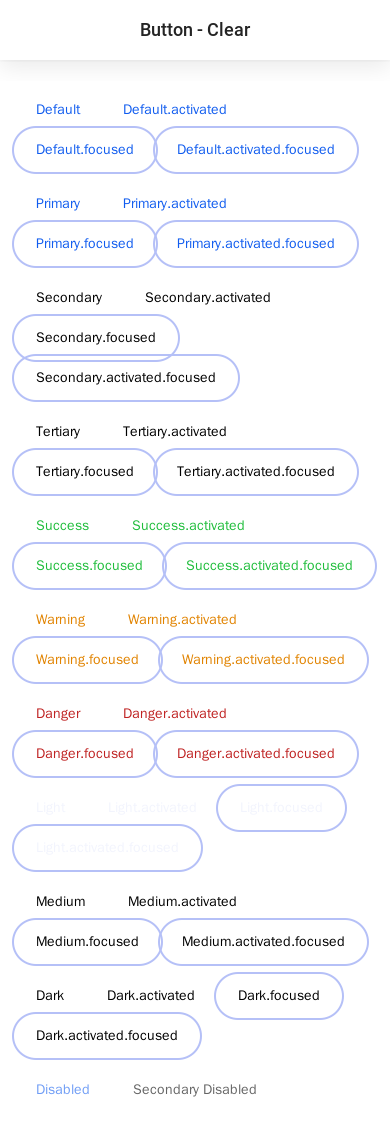 Button - Clear
Default Default.activated
Default.focused Default.activated.focused
Primary Primary.activated
Primary.focused Primary.activated.focused
Secondary Secondary.activated
Secondary.focused
Secondary.activated.focused
Tertiary Tertiary.activated
Tertiary.focused Tertiary.activated.focused
Success Success.activated
Success.focused Success.activated.focused
Warning Warning.activated
Warning.focused Warning.activated.focused
Danger Danger.activated
Danger.focused Danger.activated.focused
Light Light.activated Light.focused
Light.activated.focused
Medium Medium.activated
Medium.focused Medium.activated.focused
Dark Dark.activated Dark.focused
Dark.activated.focused
Disabled Secondary Disabled